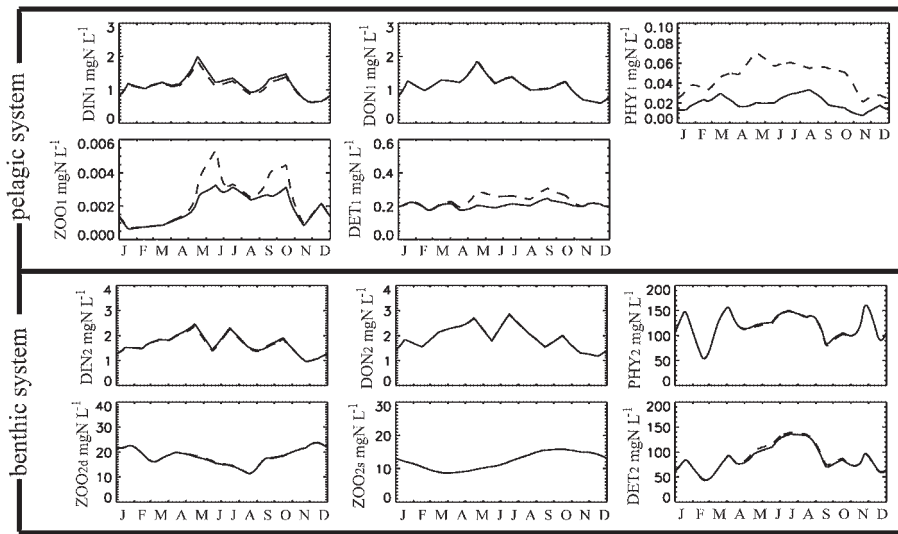 pelagic system
DIN1 mgN L-1
3
2
1
0
DON1 mgN L-1
3
2
1
0
PHY1 mgN L-1
0.10
0.08
0.06
0.04
0.02
0.00
J F M A M J J A S O N D
ZOO1 mgN L-1
0.006
0.004
0.002
0.000
J F M A M J J A S O N D
DET1 mgN L-1
0.6
0.4
0.2
0.0
J F M A M J J A S O N D
benthic system
DIN2 mgN L-1
4
3
2
1
0
DON2 mgN L-1
4
3
2
1
0
PHY2 mgN L-1
200
150
100
50
0
ZOO2d mgN L-1
40
30
20
10
0
J F M A M J J A S O N D
ZOO2s mgN L-1
30
20
10
0
J F M A M J J A S O N D
DET2 mgN L-1
200
150
100
50
0
J F M A M J J A S O N D